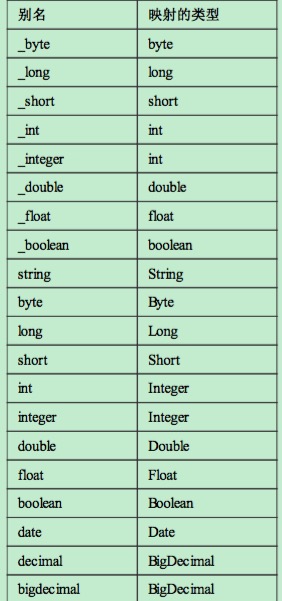 别名 映射的类型
_byte byte
_long long
_short short
_int int
_integer int
_double double
_float float
_boolean boolean
string String
byte Byte
long Long
short Short
int Integer
integer Integer
double Double
float Float
boolean Boolean
date Date
decimal BigDecimal
bigdecimal BigDecimal